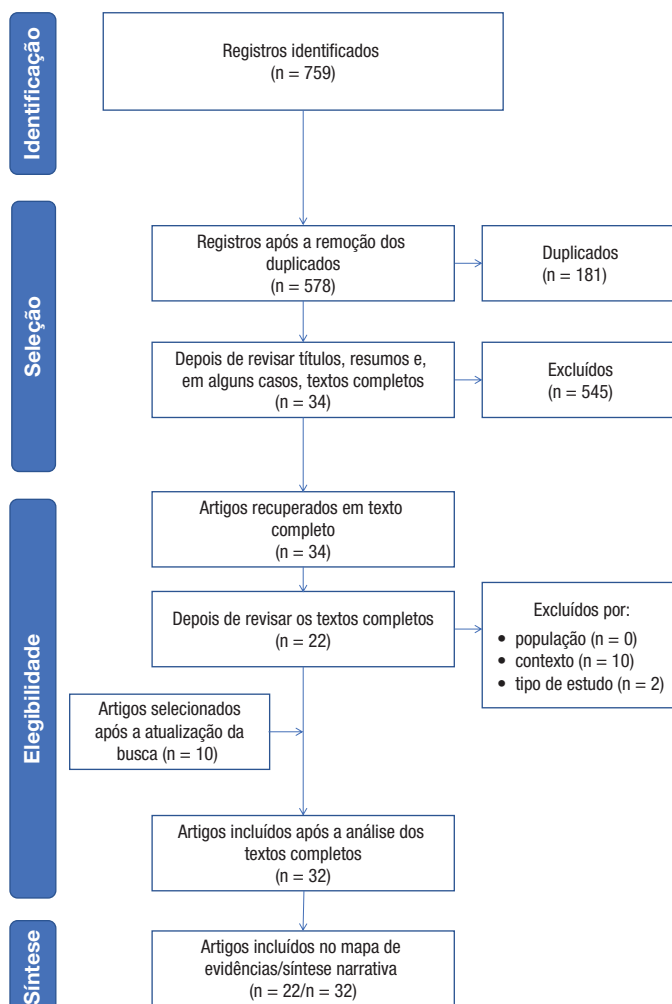 Identificação
Registros identificados
(n = 759)
Seleção
Registros após a remoção dos
duplicados
(n = 578)
Duplicados
(n = 181)
Depois de revisar títulos, resumos e,
em alguns casos, textos completos
(n = 34)
Excluídos
(n = 545)
Elegibilidade
Artigos recuperados em texto
completo
(n = 34)
Depois de revisar os textos completos
(n = 22)
Excluídos por:
• população (n = 0)
• contexto (n = 10)
• tipo de estudo (n = 2)
Artigos selecionados
após a atualização da
busca (n = 10)
Artigos incluídos após a análise dos
textos completos
(n = 32)
Síntese
Artigos incluídos no mapa de
evidências/síntese narrativa
(n = 22/n = 32)